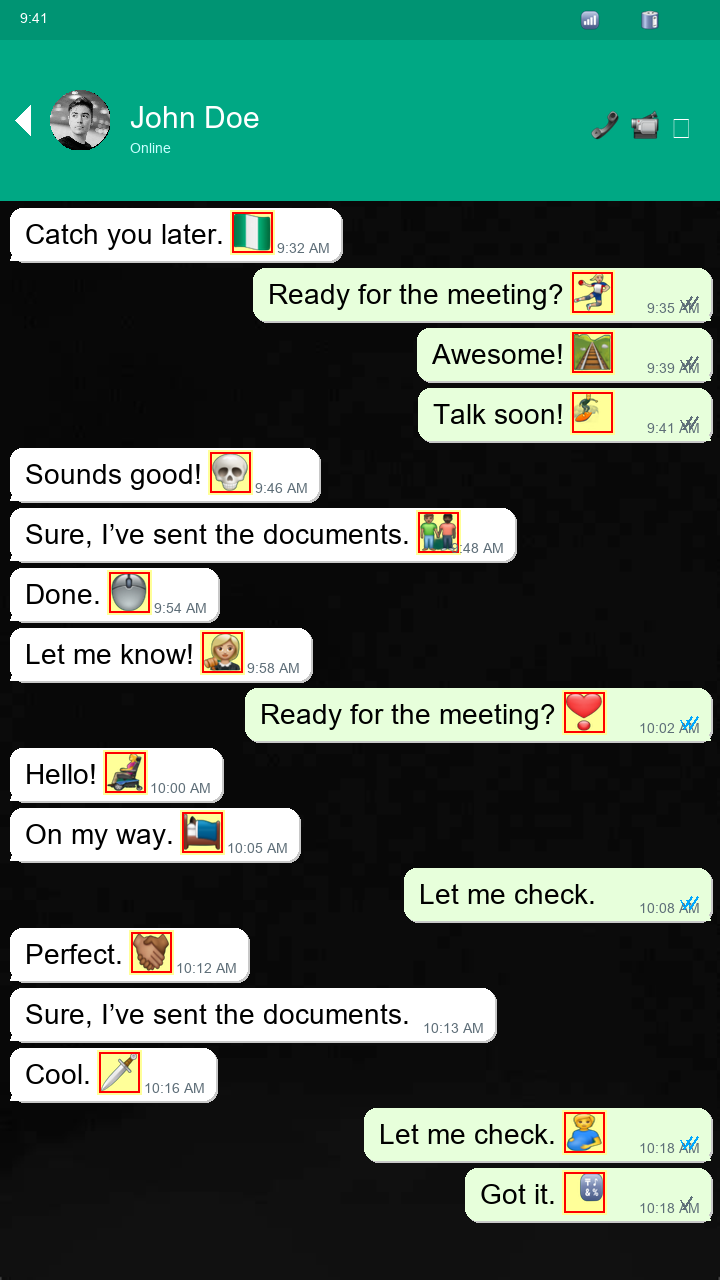 9:41
John Doe
Online
Catch you later. 🇳🇬 9:32 AM
Ready for the meeting? 🤾🏼‍♀️ 9:35 AM
Awesome! 🛤️ 9:39 AM
Talk soon! 🏄 9:41 AM
Sounds good! 💀 9:46 AM
Sure, I’ve sent the documents. 👬 9:48 AM
Done. 🖱️ 9:54 AM
Let me know! 👩🏼‍⚖️ 9:58 AM
Ready for the meeting? ❣️ 10:02 AM
Hello! 👩‍🦼 10:00 AM
On my way. 🛏️ 10:05 AM
Let me check. 10:08 AM
Perfect. 🤝🏾 10:12 AM
Sure, I’ve sent the documents. 10:13 AM
Cool. 🗡️ 10:16 AM
Let me check. 🫃 10:18 AM
Got it. 🔣 10:18 AM